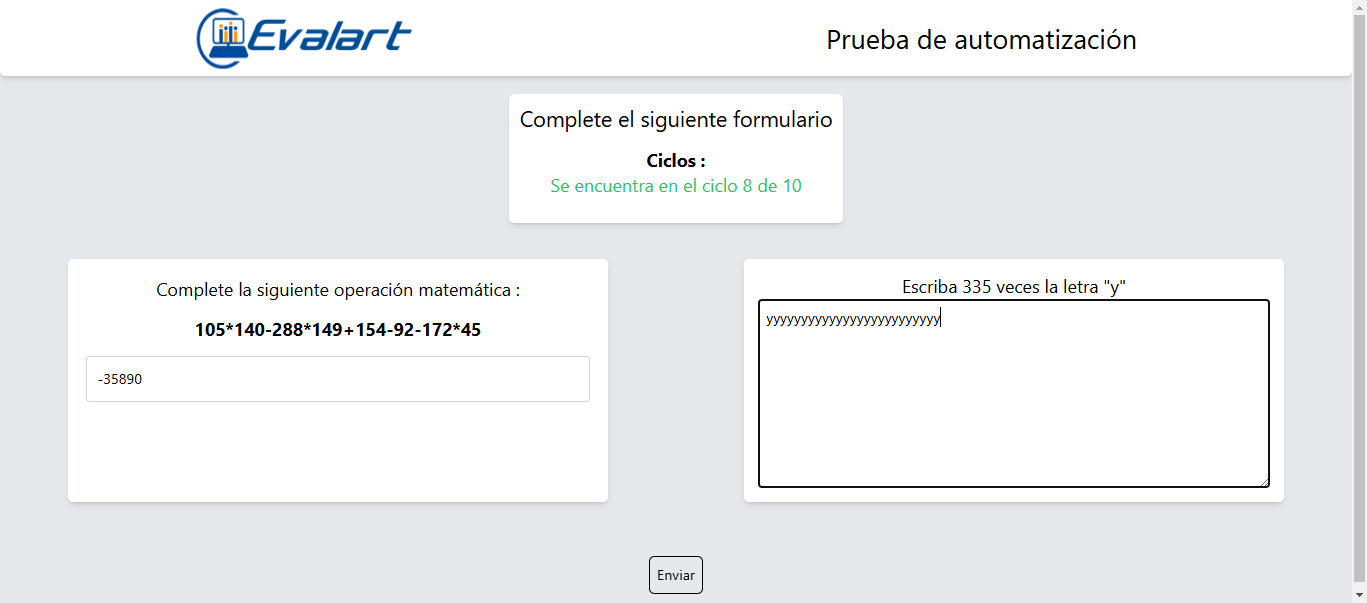 Evalart
Prueba de automatización
Complete el siguiente formulario
Ciclos :
Se encuentra en el ciclo 8 de 10
Complete la siguiente operación matemática :
105*140-288*149+154-92-172*45
-35890
Escriba 335 veces la letra "y"
yyyyyyyyyyyyyyyyyyyyyyyyy
Enviar